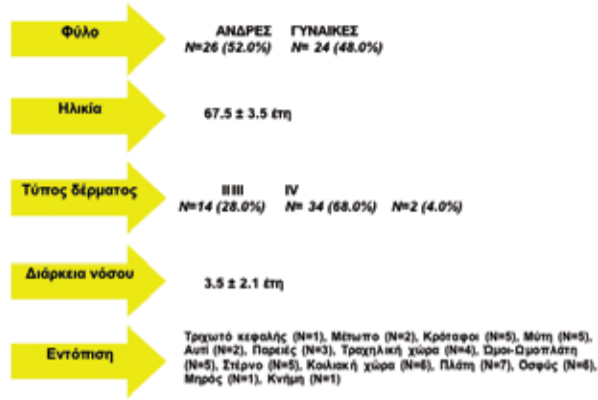 Φύλο
ΑΝΔΡΕΣ ΓΥΝΑΙΚΕΣ
N=26 (52.0%) N= 24 (48.0%)
Ηλικία
67.5 ± 3.5 έτη
Τύπος δέρματος
II III IV
N=14 (28.0%) N= 34 (68.0%) N=2 (4.0%)
Διάρκεια νόσου
3.5 ± 2.1 έτη
Εντόπιση
Τριχωτό κεφαλής (N=1), Μέτωπο (N=2), Κρόταφοι (N=5), Μύτη (N=5),
Αυτί (N=2), Παρειές (N=3), Τραχηλική χώρα (N=4), Ώμοι-Ωμοπλάτη
(N=5), Στέρνο (N=5), Κοιλιακή χώρα (N=6), Πλάτη (N=7), Οσφύς (N=6),
Μηρός (N=1), Κνήμη (N=1)